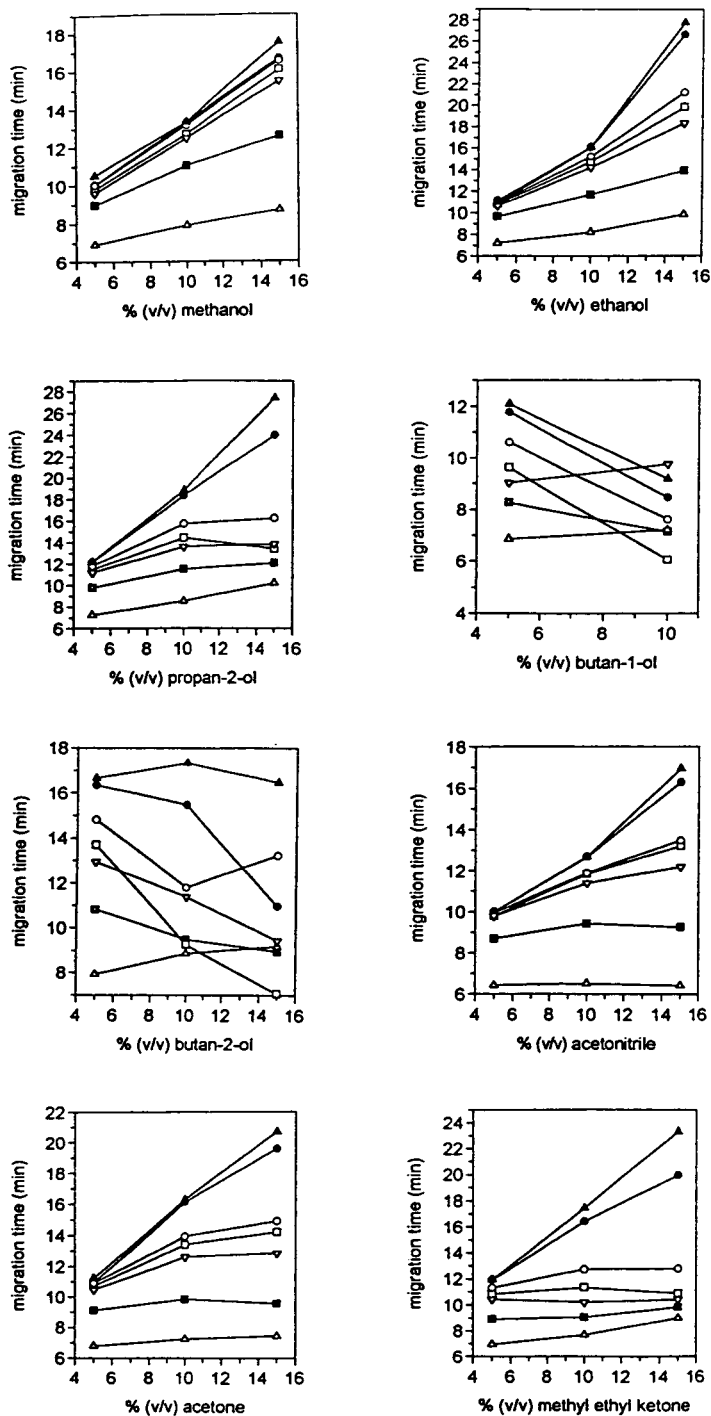 migration time (min)
18
16
14
12
10
8
6
4 6 8 10 12 14 16
% (v/v) methanol
migration time (min)
28
26
24
22
20
18
16
14
12
10
8
6
4 6 8 10 12 14 16
% (v/v) ethanol
migration time (min)
28
26
24
22
20
18
16
14
12
10
8
6
4 6 8 10 12 14 16
% (v/v) propan-2-ol
migration time (min)
12
10
8
6
4
4 6 8 10
% (v/v) butan-1-ol
migration time (min)
18
16
14
12
10
8
4 6 8 10 12 14 16
% (v/v) butan-2-ol
migration time (min)
18
16
14
12
10
8
6
4 6 8 10 12 14 16
% (v/v) acetonitrile
migration time (min)
22
20
18
16
14
12
10
8
6
4 6 8 10 12 14 16
% (v/v) acetone
migration time (min)
24
22
20
18
16
14
12
10
8
6
4 6 8 10 12 14 16
% (v/v) methyl ethyl ketone